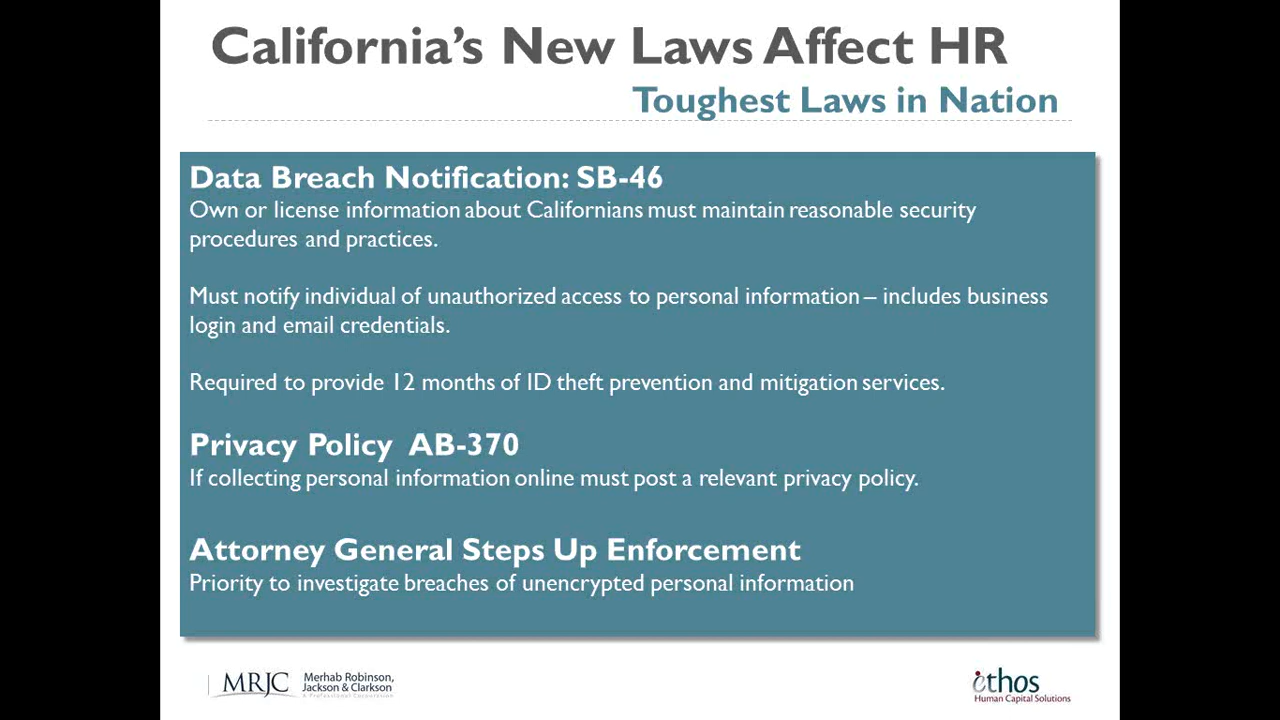 California's New Laws Affect HR
Toughest Laws in Nation
Data Breach Notification: SB-46
Own or license information about Californians must maintain reasonable security
procedures and practices.
Must notify individual of unauthorized access to personal information – includes business
login and email credentials.
Required to provide 12 months of ID theft prevention and mitigation services.
Privacy Policy AB-370
If collecting personal information online must post a relevant privacy policy.
Attorney General Steps Up Enforcement
Priority to investigate breaches of unencrypted personal information
MRJC
Merhab Robinson,
Jackson & Clarkson
A Professional Corporation
ithos
Human Capital Solutions